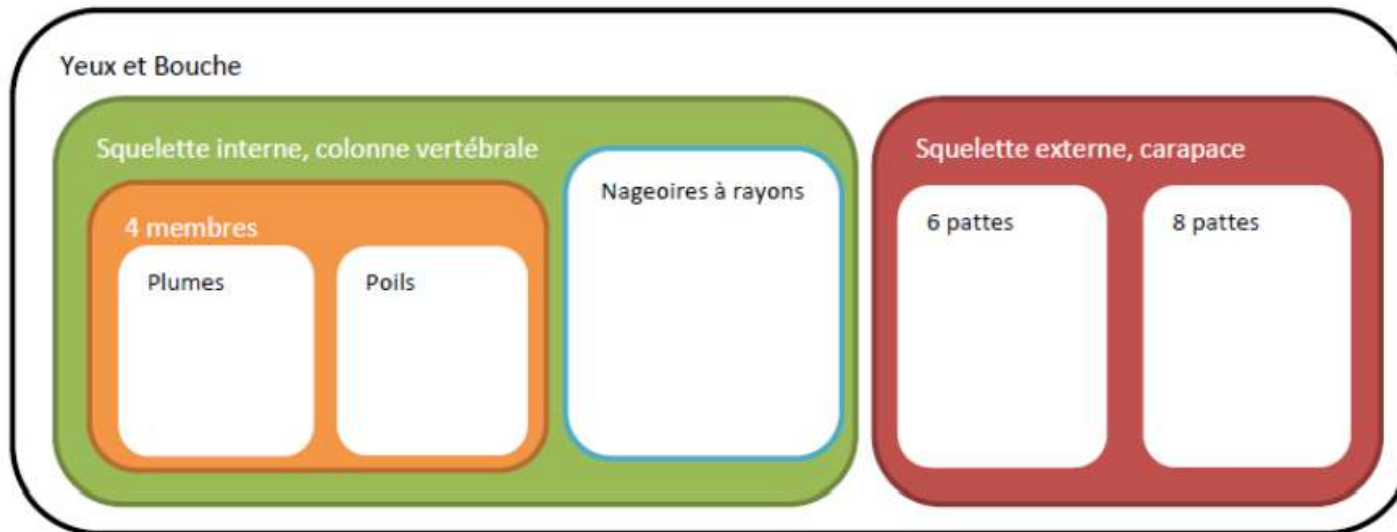 Yeux et Bouche
Squelette interne, colonne vertébrale
4 membres
Plumes
Poils
Nageoires à rayons
Squelette externe, carapace
6 pattes
8 pattes